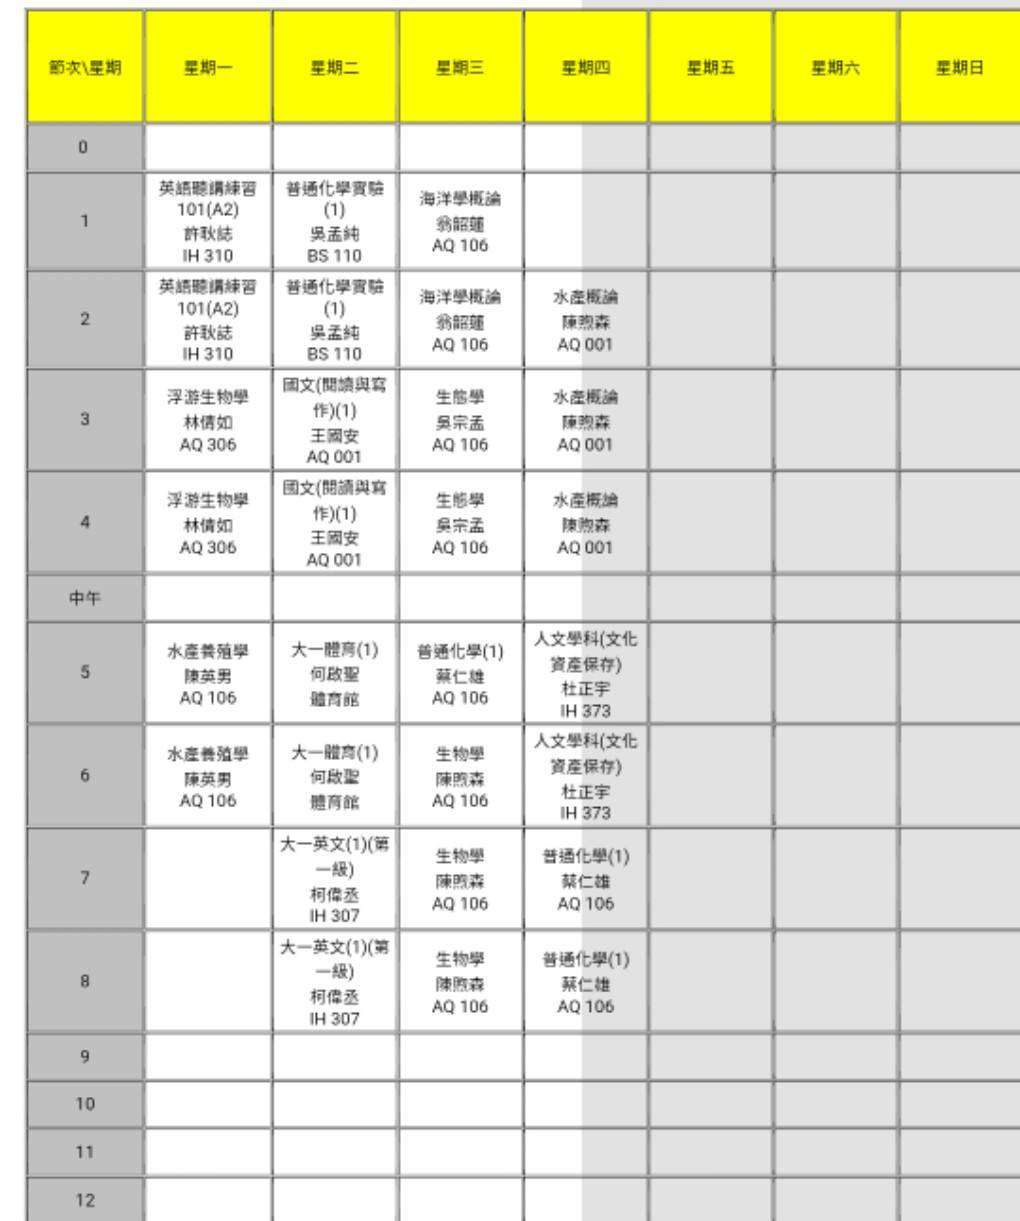 節次\星期 星期一 星期二 星期三 星期四 星期五 星期六 星期日
0
1
英語聽講練習
101(A2)
許耿誌
IH 310
普通化學實驗
(1)
吳孟純
BS 110
海洋學概論
翁韶蓮
AQ 106
2
英語聽講練習
101(A2)
許耿誌
IH 310
普通化學實驗
(1)
吳孟純
BS 110
海洋學概論
翁韶蓮
AQ 106
水產概論
陳煦森
AQ 001
3
浮游生物學
林倩如
AQ 306
國文(閱讀與寫
作)(1)
王國安
AQ 001
生態學
吳宗孟
AQ 106
水產概論
陳煦森
AQ 001
4
浮游生物學
林倩如
AQ 306
國文(閱讀與寫
作)(1)
王國安
AQ 001
生態學
吳宗孟
AQ 106
水產概論
陳煦森
AQ 001
中午
5
水產養殖學
陳英男
AQ 106
大一體育(1)
何啟聖
體育館
普通化學(1)
蔡仁雄
AQ 106
人文學科(文化
資產保存)
杜正宇
IH 373
6
水產養殖學
陳英男
AQ 106
大一體育(1)
何啟聖
體育館
生物學
陳煦森
AQ 106
人文學科(文化
資產保存)
杜正宇
IH 373
7
大一英文(1)(第
一級)
柯偉丞
IH 307
生物學
陳煦森
AQ 106
普通化學(1)
蔡仁雄
AQ 106
8
大一英文(1)(第
一級)
柯偉丞
IH 307
生物學
陳煦森
AQ 106
普通化學(1)
蔡仁雄
AQ 106
9
10
11
12